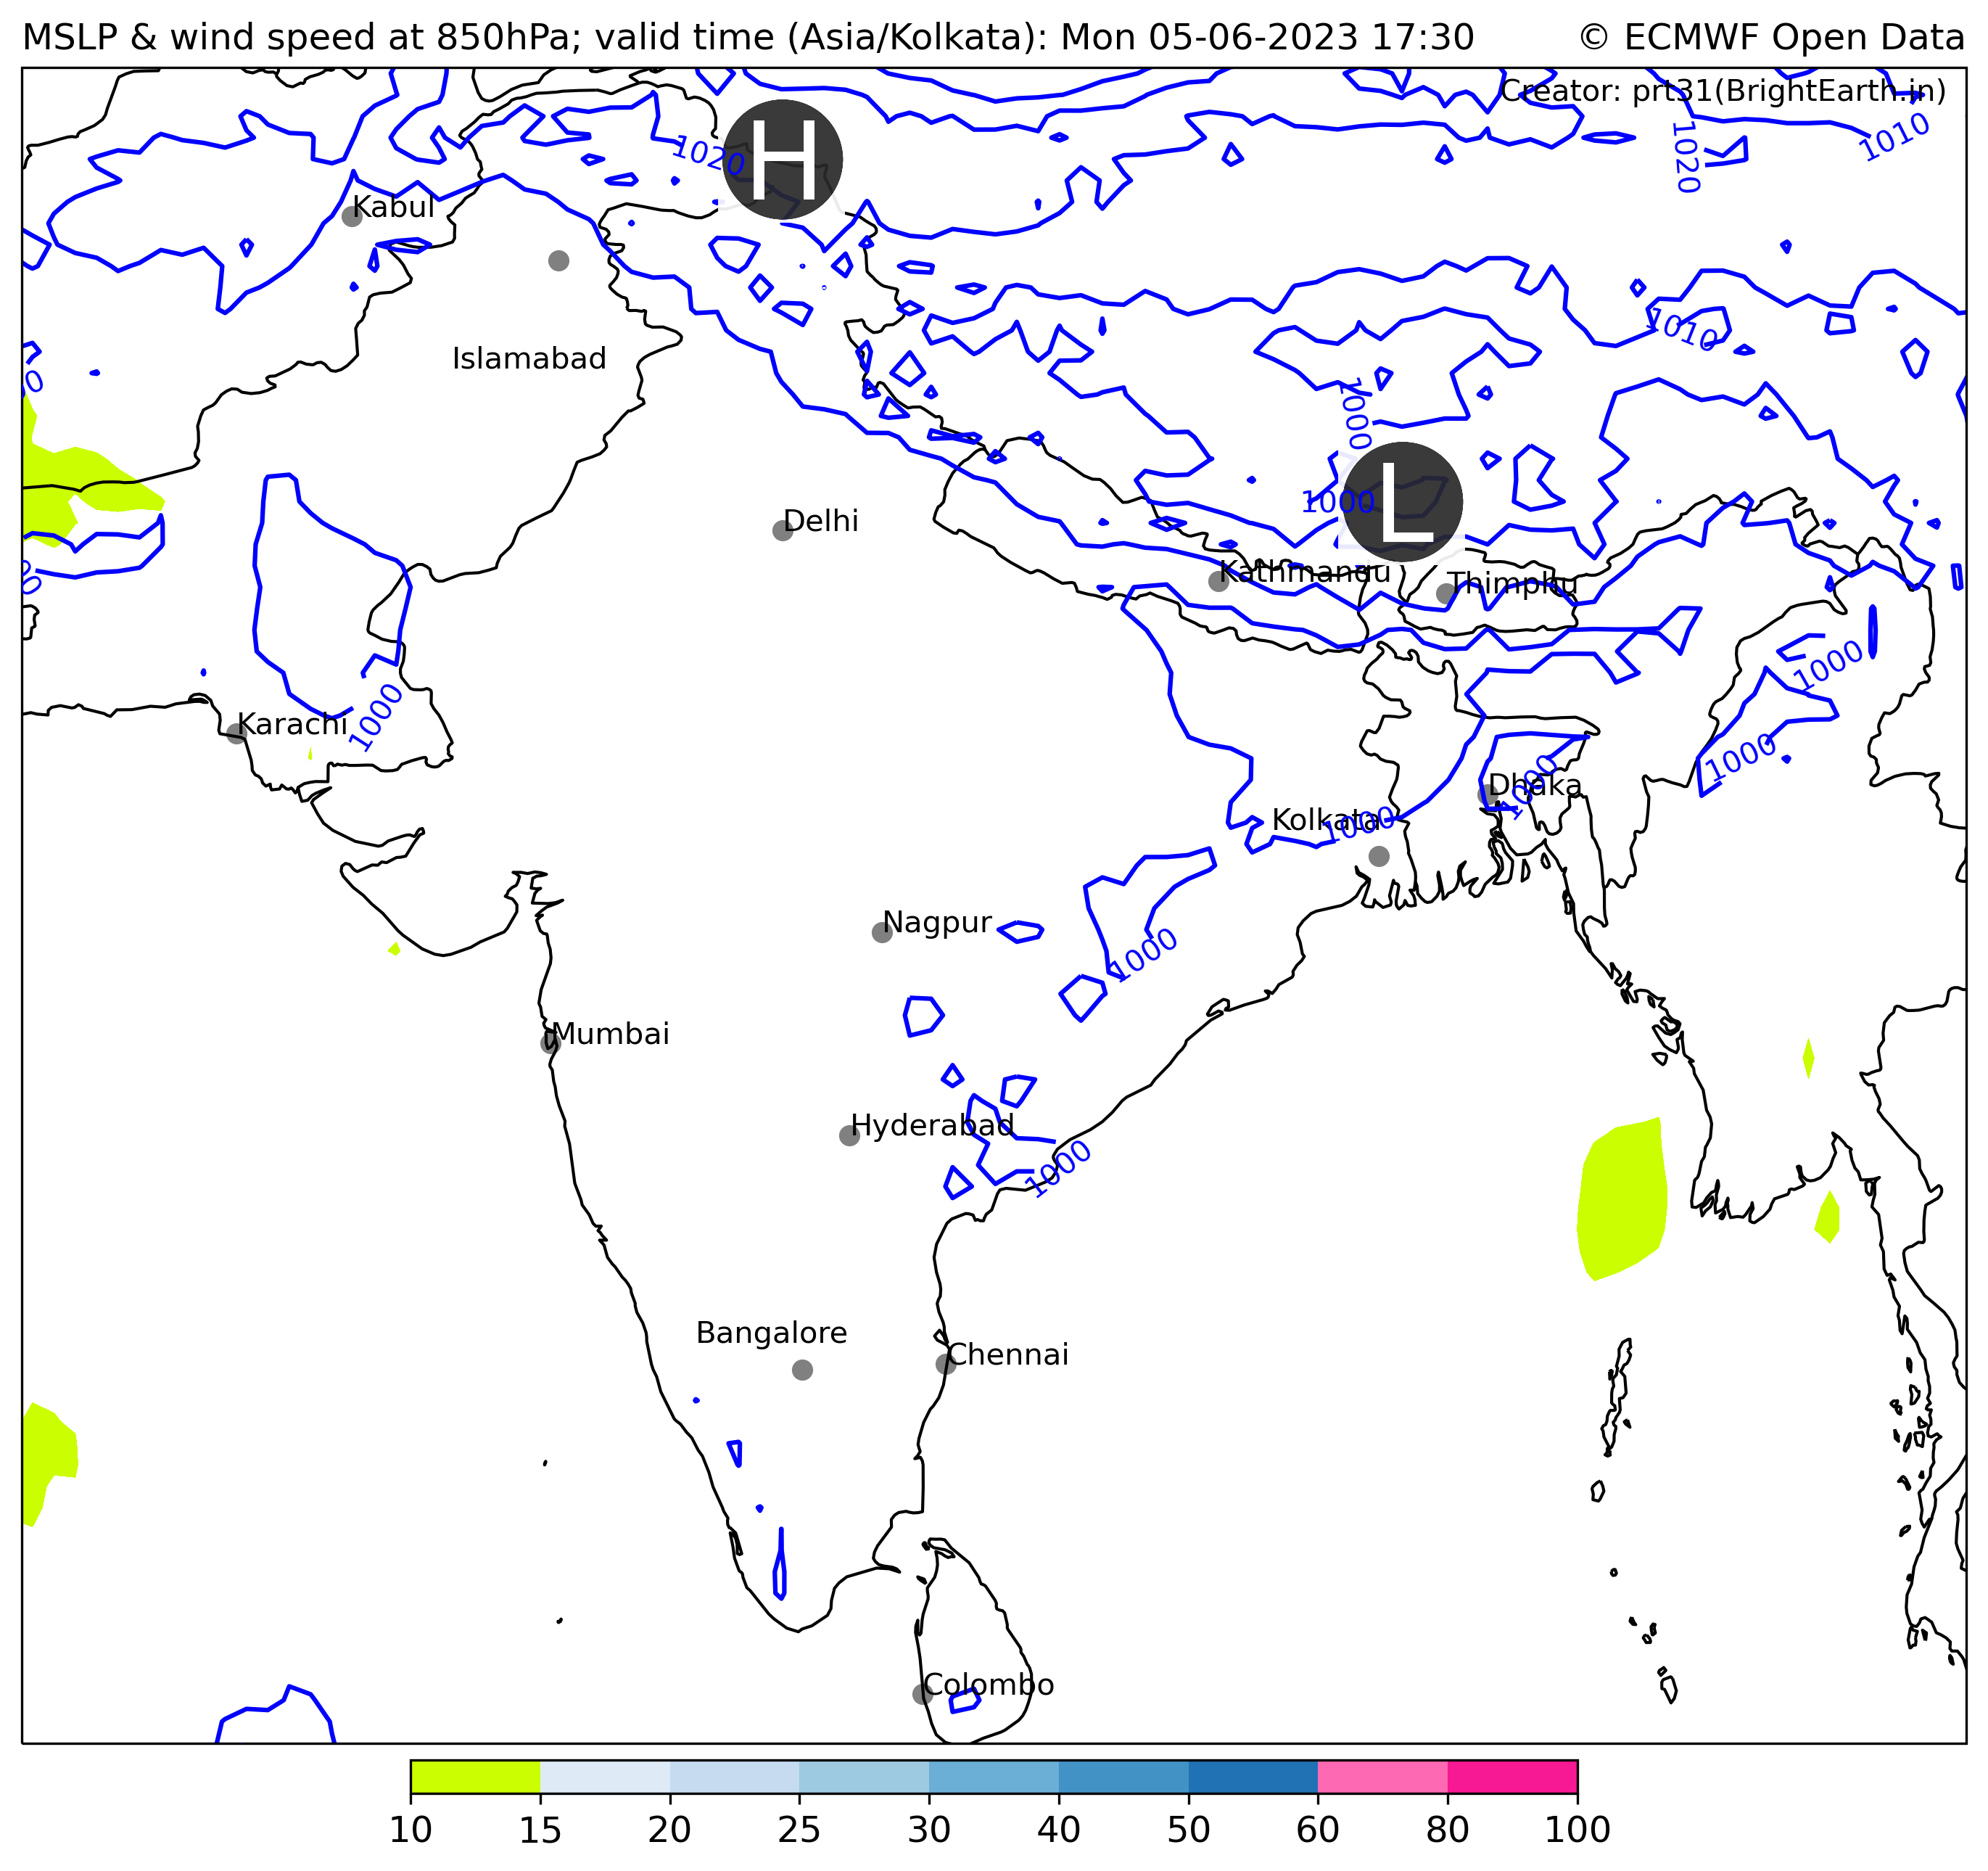 MSLP & wind speed at 850hPa; valid time (Asia/Kolkata): Mon 05-06-2023 17:30
© ECMWF Open Data
Creator: prt31(BrightEarth.in)
H
1020
1020
1010
Kabul
Islamabad
1010
0
1000
L
1000
Delhi
Kathmandu
Thimphu
1000
Karachi
1000
1000
Dhaka
1000
Kolkata
1000
Nagpur
1000
Mumbai
Hyderabad
1000
Bangalore
Chennai
Colombo
10 15 20 25 30 40 50 60 80 100